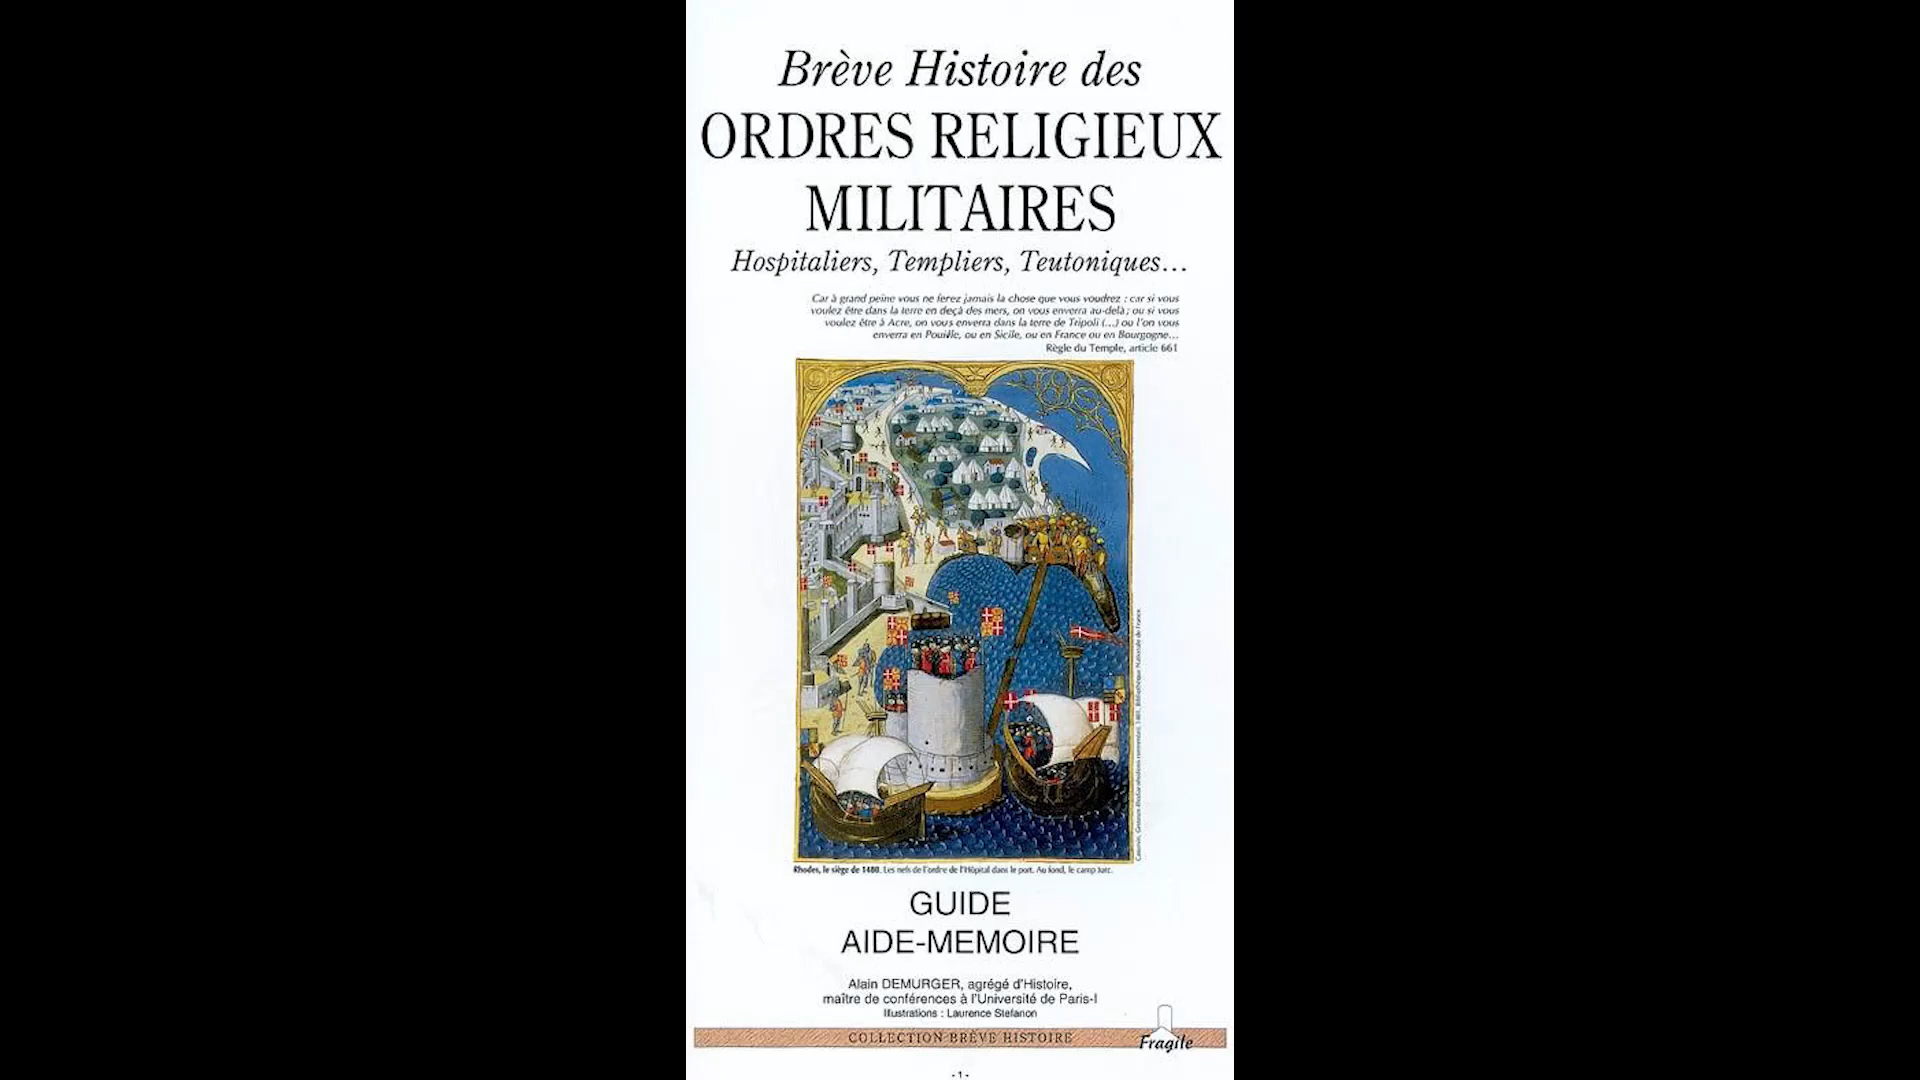 Brève Histoire des
ORDRES RELIGIEUX
MILITAIRES
Hospitaliers, Templiers, Teutoniques...
Car à grand peine vous ne ferez jamais la chose que vous voudrez : car si vous
voulez être dans la terre en deçà des mers, on vous enverra au-delà ; ou si vous
voulez être à Acre, on vous enverra dans la terre de Tripoli (...) ou l'on vous
enverra en Pouille, ou en Sicile, ou en France ou en Bourgogne...
Règle du Temple, article 661
Rhodes, le siège de 1480. Les nefs de l'ordre de l'Hôpital dans le port. Au fond, le camp turc.
GUIDE
AIDE-MEMOIRE
Alain DEMURGER, agrégé d'Histoire,
maître de conférences à l'Université de Paris-I
Illustrations : Laurence Stefanon
COLLECTION BRÈVE HISTOIRE
Fragile
- 1 -